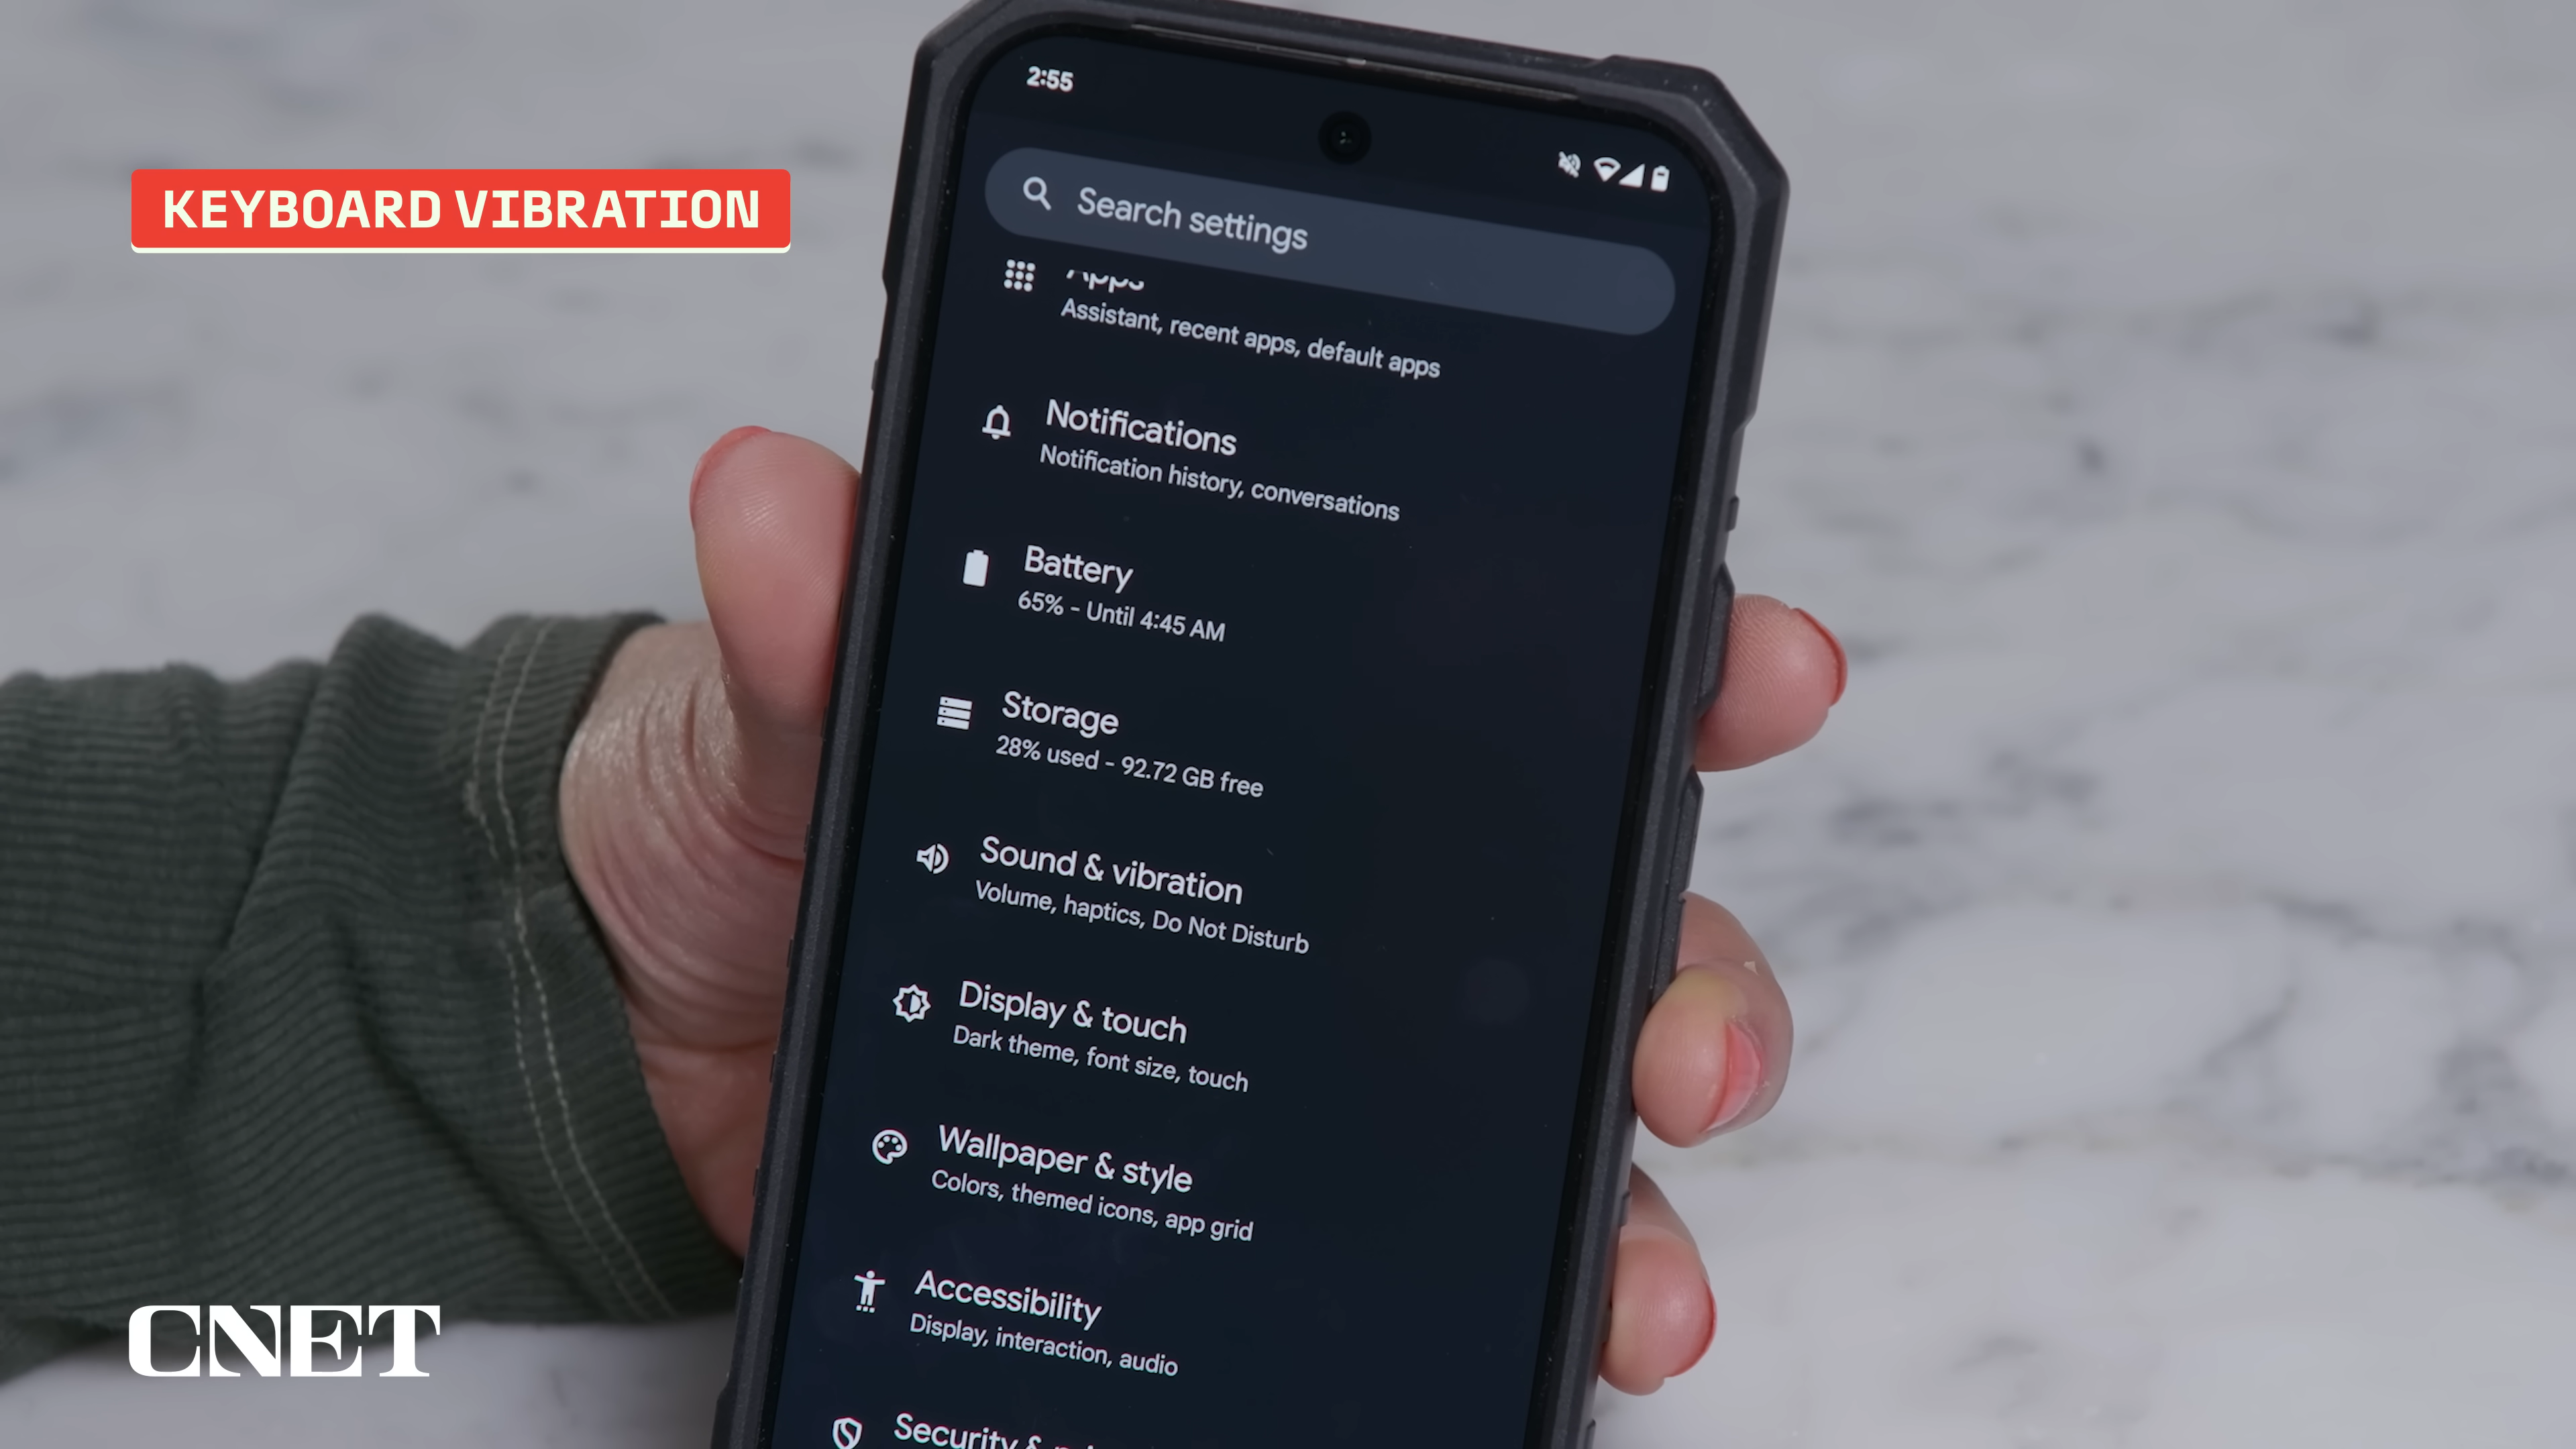 KEYBOARD VIBRATION
2:55
Search settings
Apps
Assistant, recent apps, default apps
Notifications
Notification history, conversations
Battery
65% - Until 4:45 AM
Storage
28% used - 92.72 GB free
Sound & vibration
Volume, haptics, Do Not Disturb
Display & touch
Dark theme, font size, touch
Wallpaper & style
Colors, themed icons, app grid
Accessibility
Display, interaction, audio
Security &
CNET